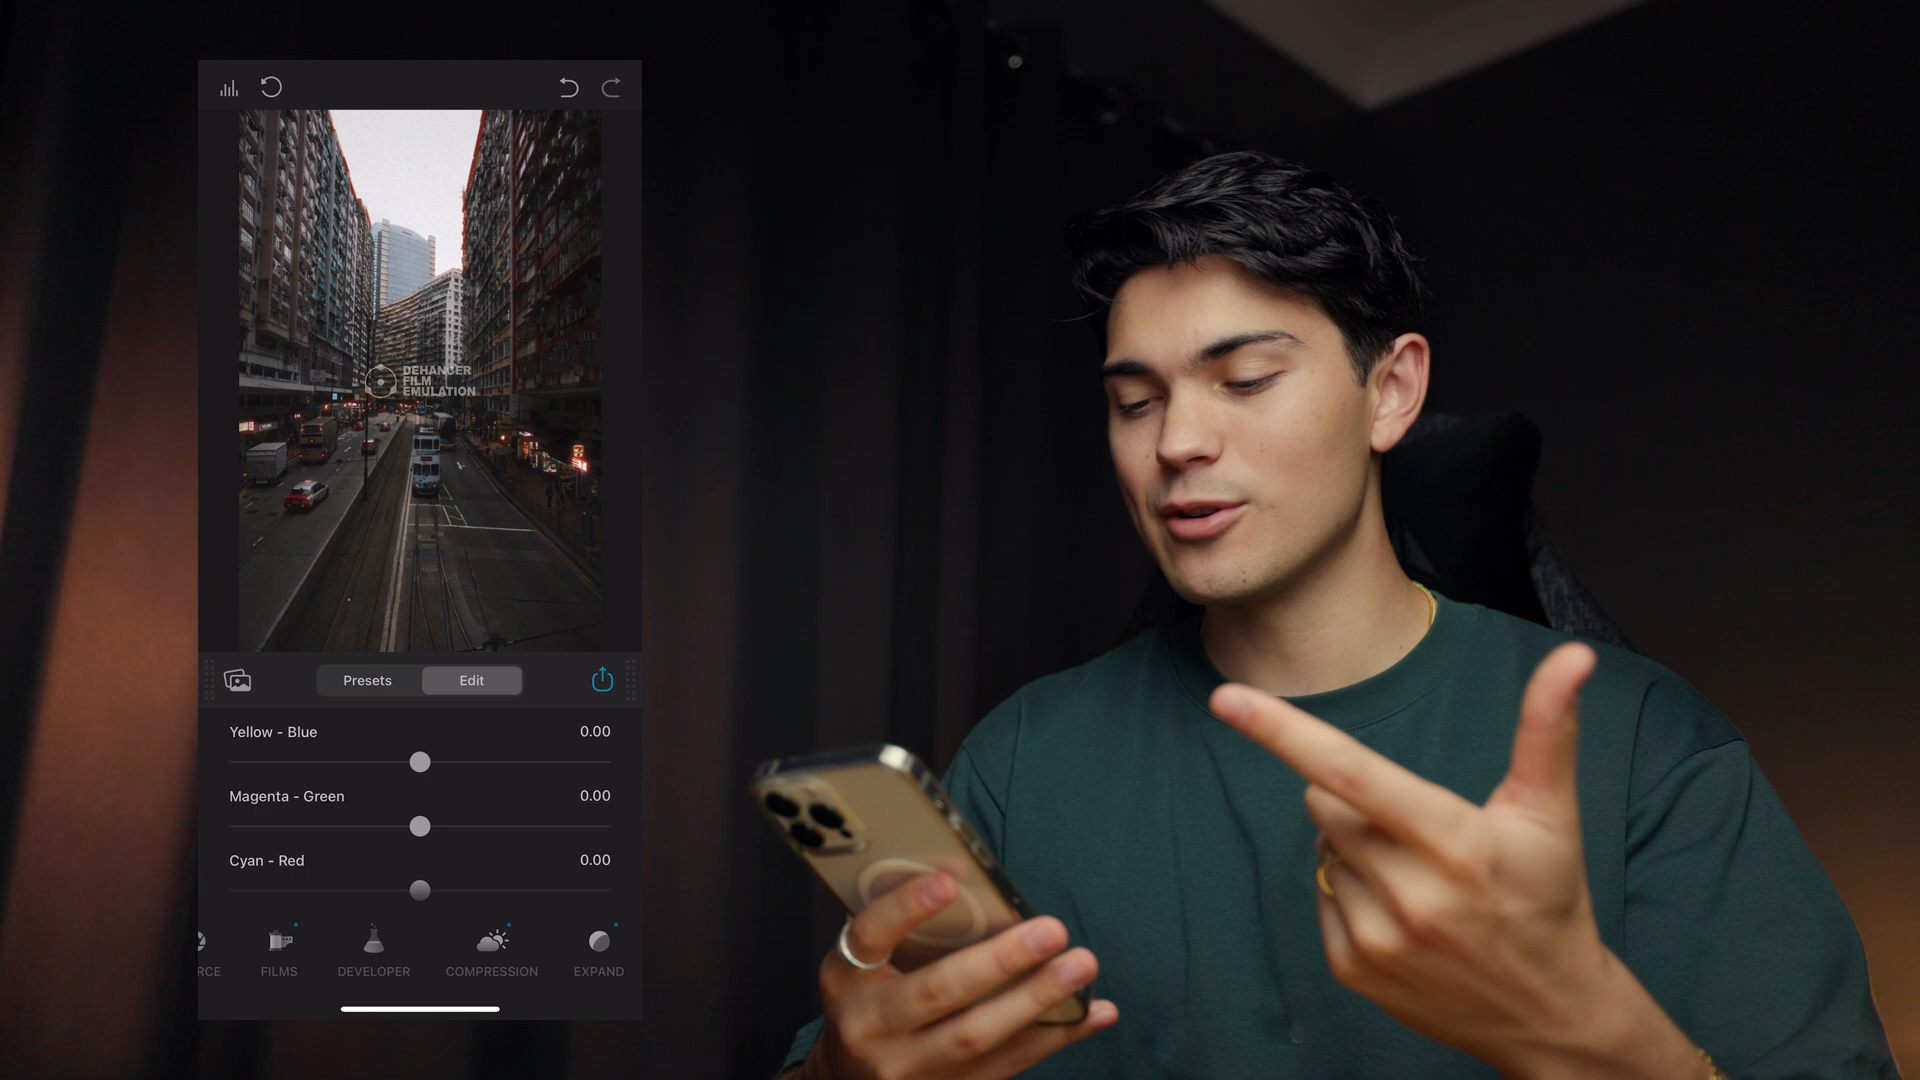 DEHANCER
FILM
EMULATION
Presets
Edit
Yellow - Blue
0.00
Magenta - Green
0.00
Cyan - Red
0.00
RCE
FILMS
DEVELOPER
COMPRESSION
EXPAND